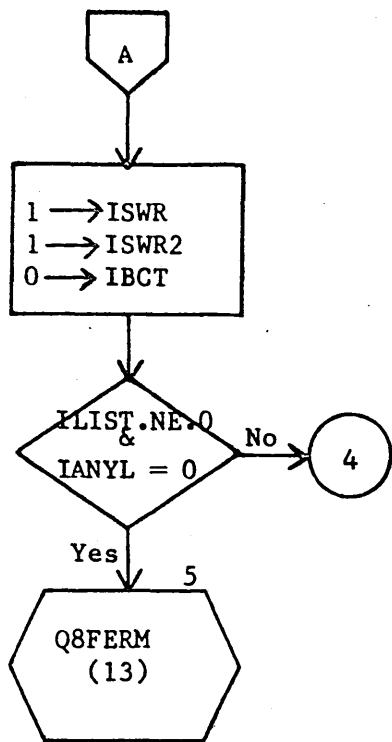 A
1 → ISWR
1 → ISWR2
0 → IBCT
ILIST.NE.0
&
IANYL = 0
No
4
Yes
5
Q8FERM
(13)